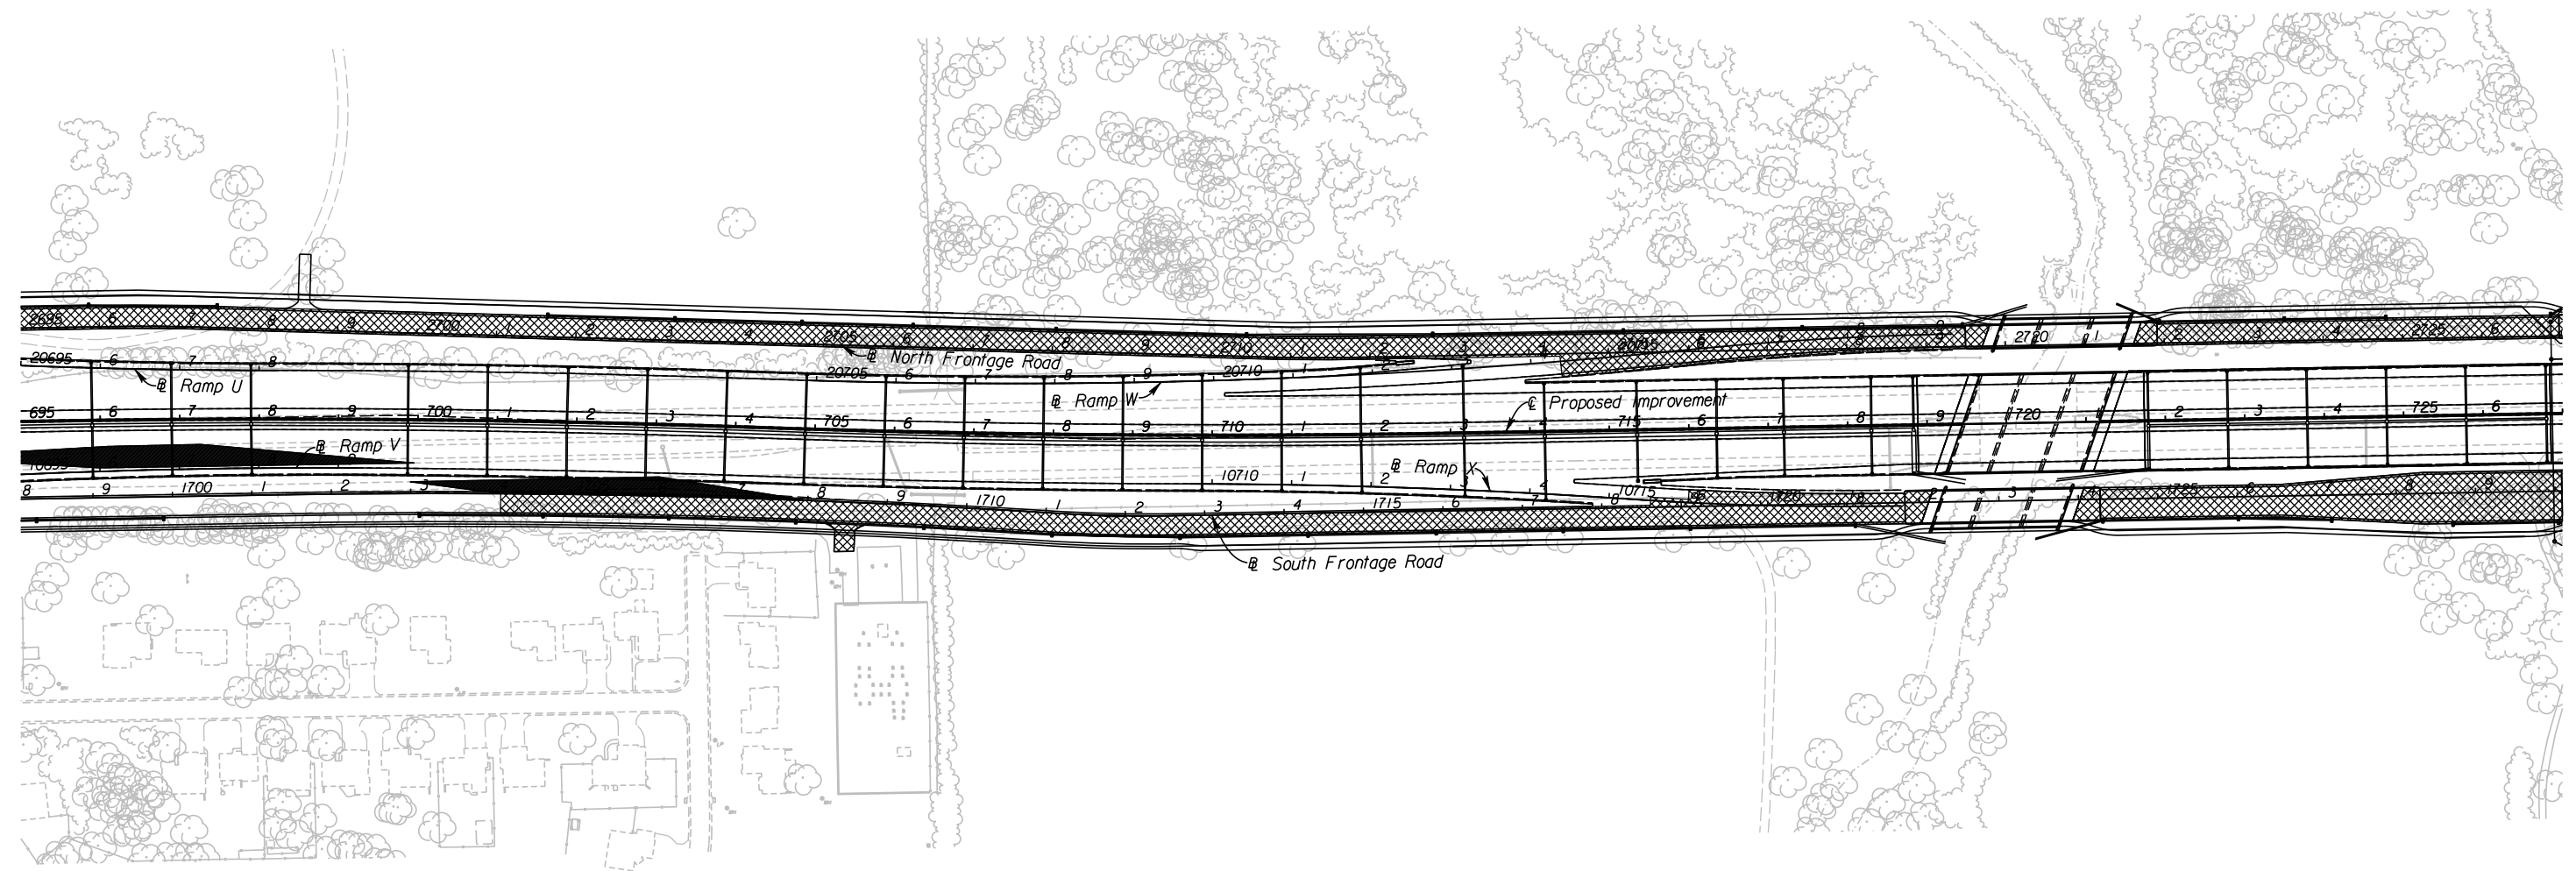 2695 6 7 8 9 2700 1 2 3 4 2705 6 7 8 9 2710 2 3 4 2715 6 7 8 9 2720 1 2 3 4 2725 6
℄ North Frontage Road
20695 6 7 8 20705 6 7 8 9 20710 1 2 3
℄ Ramp U
℄ Ramp W
℄ Proposed Improvement
695 6 7 8 9 700 1 2 3 4 705 6 7 8 9 710 1 2 3 4 715 6 7 8 9 720 1 2 3 4 725 6
℄ Ramp V
℄ Ramp X
10695 10710 1 2 3 4 10715
8 9 1700 1 2 3 7 8 9 1710 1 2 3 4 1715 6 7 8 1720 3 4 1725 6 8 9
℄ South Frontage Road